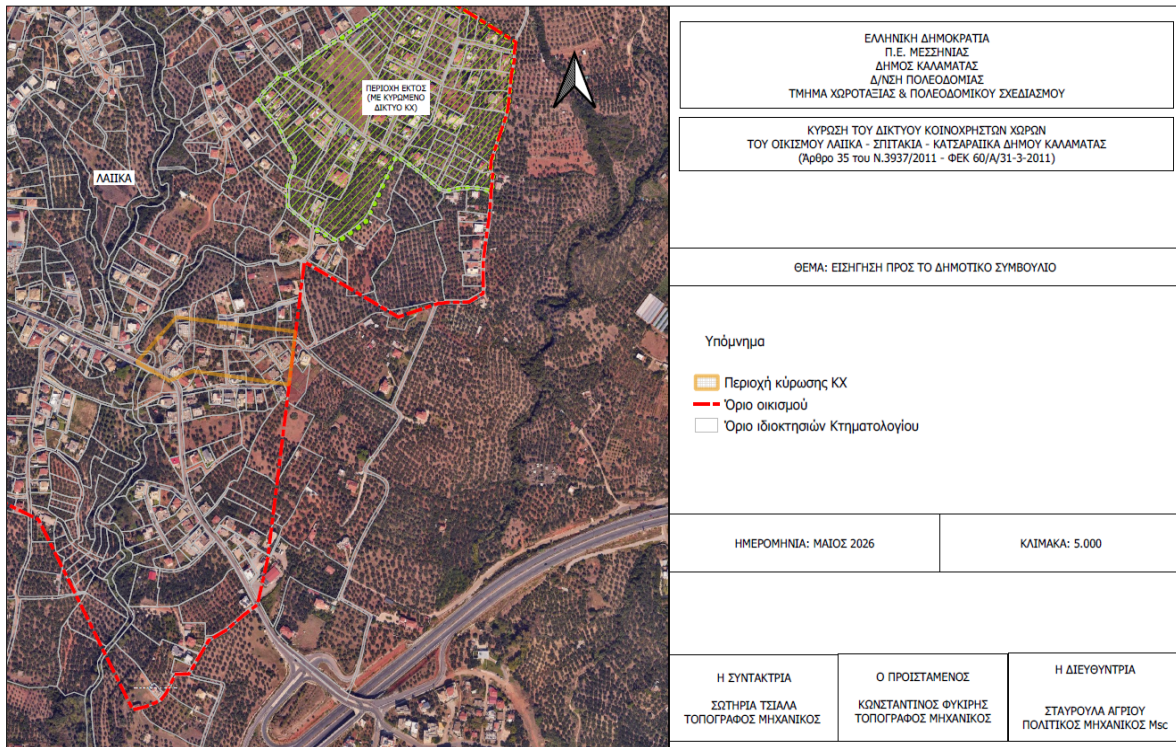 ΠΕΡΙΟΧΗ ΕΚΤΟΣ
(ΜΕ ΚΥΡΩΜΕΝΟ
ΔΙΚΤΥΟ ΚΧ)
ΛΑΙΙΚΑ
ΕΛΛΗΝΙΚΗ ΔΗΜΟΚΡΑΤΙΑ
Π.Ε. ΜΕΣΣΗΝΙΑΣ
ΔΗΜΟΣ ΚΑΛΑΜΑΤΑΣ
Δ/ΝΣΗ ΠΟΛΕΟΔΟΜΙΑΣ
ΤΜΗΜΑ ΧΩΡΟΤΑΞΙΑΣ & ΠΟΛΕΟΔΟΜΙΚΟΥ ΣΧΕΔΙΑΣΜΟΥ
ΚΥΡΩΣΗ ΤΟΥ ΔΙΚΤΥΟΥ ΚΟΙΝΟΧΡΗΣΤΩΝ ΧΩΡΩΝ
ΤΟΥ ΟΙΚΙΣΜΟΥ ΛΑΙΙΚΑ - ΣΠΙΤΑΚΙΑ - ΚΑΤΣΑΡΑΙΙΚΑ ΔΗΜΟΥ ΚΑΛΑΜΑΤΑΣ
(Άρθρο 35 του Ν.3937/2011 - ΦΕΚ 60/Α/31-3-2011)
ΘΕΜΑ: ΕΙΣΗΓΗΣΗ ΠΡΟΣ ΤΟ ΔΗΜΟΤΙΚΟ ΣΥΜΒΟΥΛΙΟ
Υπόμνημα
Περιοχή κύρωσης ΚΧ
Όριο οικισμού
Όριο ιδιοκτησιών Κτηματολογίου
ΗΜΕΡΟΜΗΝΙΑ: ΜΑΙΟΣ 2026
ΚΛΙΜΑΚΑ: 5.000
Η ΣΥΝΤΑΚΤΡΙΑ
ΣΩΤΗΡΙΑ ΤΣΙΑΛΑ
ΤΟΠΟΓΡΑΦΟΣ ΜΗΧΑΝΙΚΟΣ
Ο ΠΡΟΙΣΤΑΜΕΝΟΣ
ΚΩΝΣΤΑΝΤΙΝΟΣ ΦΥΚΙΡΗΣ
ΤΟΠΟΓΡΑΦΟΣ ΜΗΧΑΝΙΚΟΣ
Η ΔΙΕΥΘΥΝΤΡΙΑ
ΣΤΑΥΡΟΥΛΑ ΑΓΡΙΟΥ
ΠΟΛΙΤΙΚΟΣ ΜΗΧΑΝΙΚΟΣ Msc